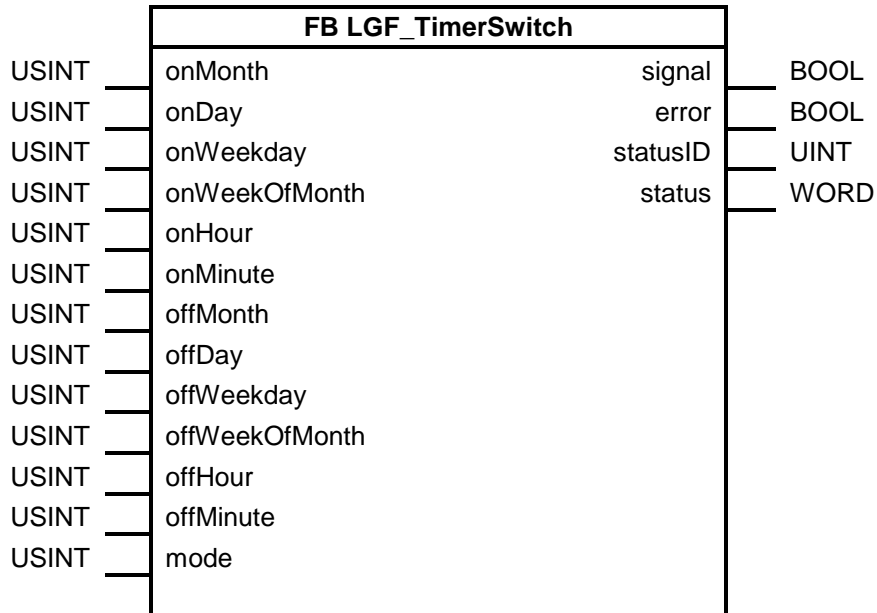 FB LGF_TimerSwitch
USINT onMonth signal BOOL
USINT onDay error BOOL
USINT onWeekday statusID UINT
USINT onWeekOfMonth status WORD
USINT onHour
USINT onMinute
USINT offMonth
USINT offDay
USINT offWeekday
USINT offWeekOfMonth
USINT offHour
USINT offMinute
USINT mode